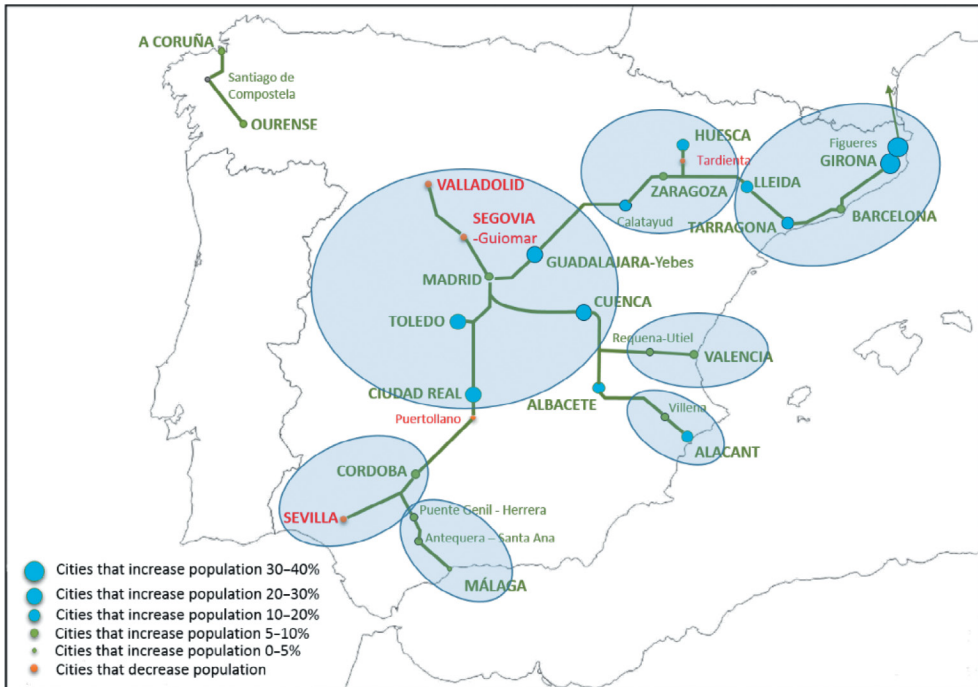 A CORUÑA
Santiago de
Compostela
OURENSE
HUESCA
Tardienta
Figueres
GIRONA
VALLADOLID
ZARAGOZA
LLEIDA
SEGOVIA
-Guiomar
Calatayud
TARRAGONA
BARCELONA
GUADALAJARA-Yebes
MADRID
CUENCA
TOLEDO
Requena-Utiel
VALENCIA
CIUDAD REAL
ALBACETE
Puertollano
Villena
ALACANT
CORDOBA
SEVILLA
Puente Genil - Herrera
Antequera – Santa Ana
MÁLAGA
Cities that increase population 30–40%
Cities that increase population 20–30%
Cities that increase population 10–20%
Cities that increase population 5–10%
Cities that increase population 0–5%
Cities that decrease population